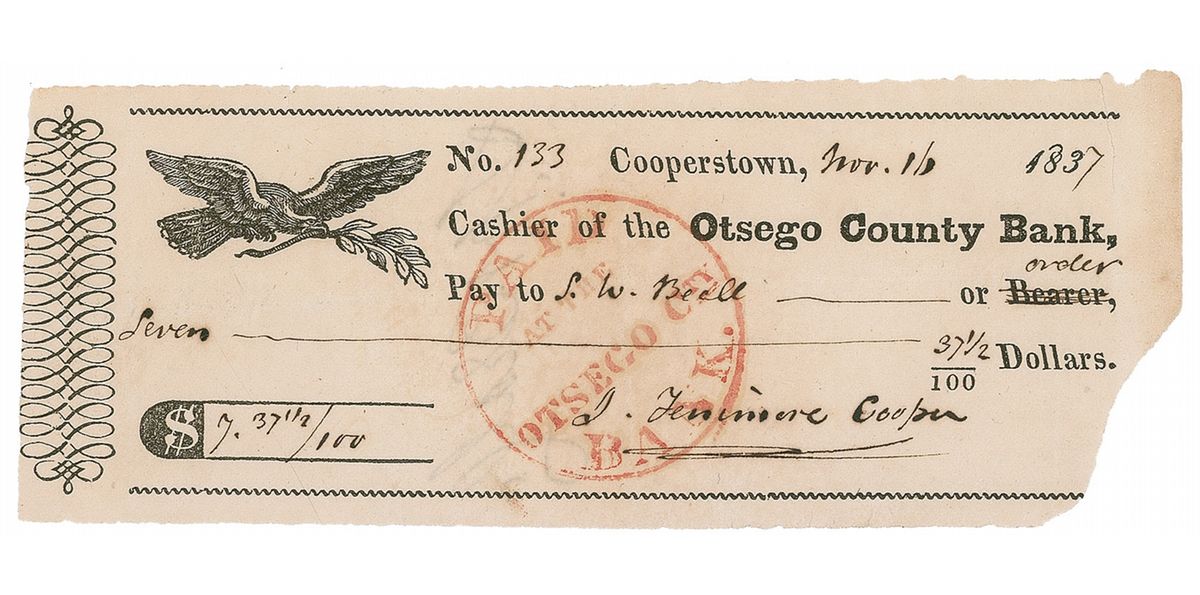 No. 133 Cooperstown, Nov. 16 1837
Cashier of the Otsego County Bank,
order
Pay to S. W. Beall or Bearer,
Seven 37 1/2/100 Dollars.
$ 7. 37 1/2/100
J. Fenimore Cooper
PAID
AT THE
OTSEGO CY
BANK.